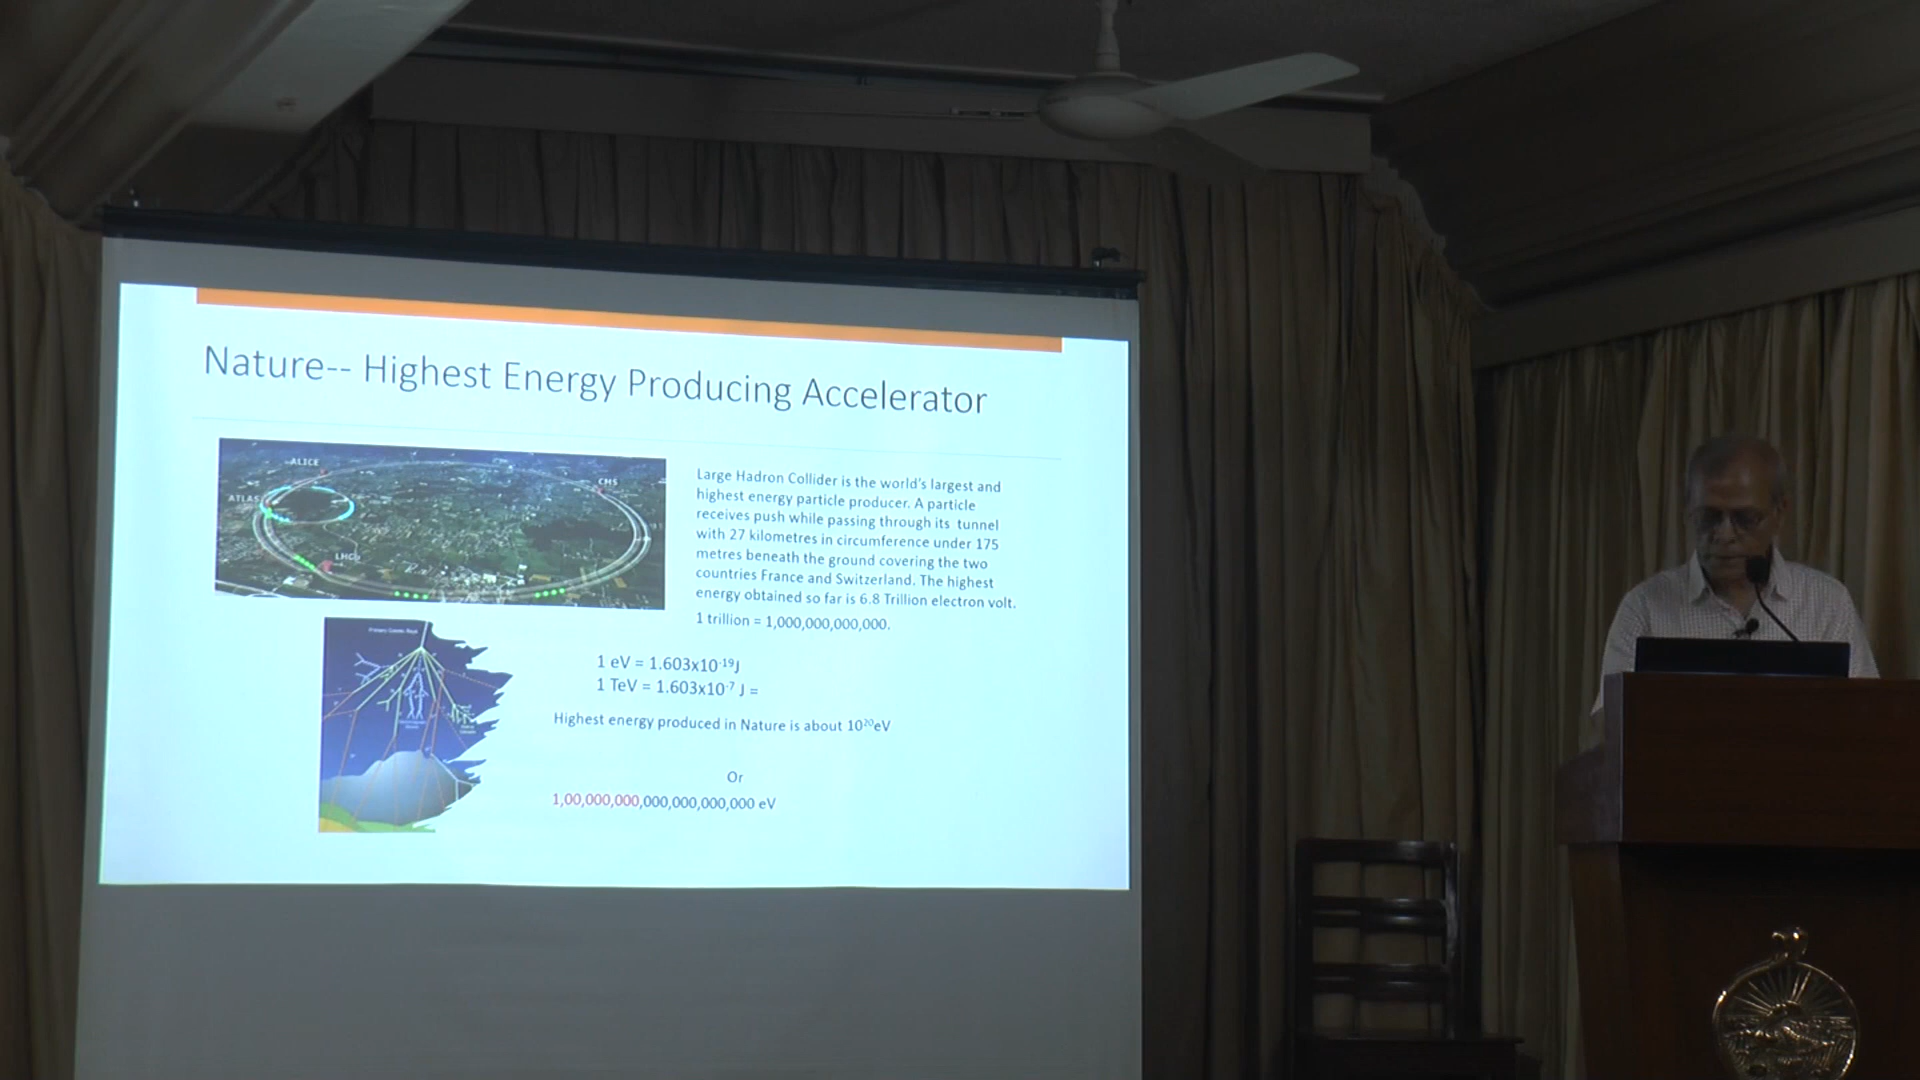 Nature-- Highest Energy Producing Accelerator
ALICE
ATLAS
CMS
LHCb
Large Hadron Collider is the world's largest and
highest energy particle producer. A particle
receives push while passing through its tunnel
with 27 kilometres in circumference under 175
metres beneath the ground covering the two
countries France and Switzerland. The highest
energy obtained so far is 6.8 Trillion electron volt.
1 trillion = 1,000,000,000,000.
Primary Cosmic Rays
1 eV = 1.603x10⁻¹⁹J
1 TeV = 1.603x10⁻⁷ J =
Highest energy produced in Nature is about 10²⁰eV
Or
1,00,000,000,000,000,000,000 eV